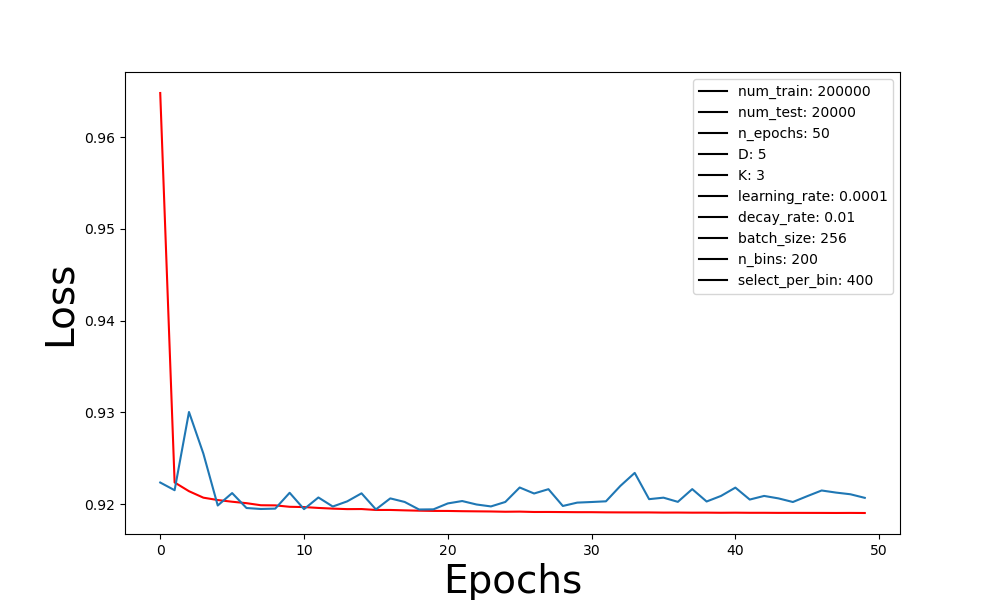 num_train: 200000
num_test: 20000
n_epochs: 50
D: 5
K: 3
learning_rate: 0.0001
decay_rate: 0.01
batch_size: 256
n_bins: 200
select_per_bin: 400
0.96
0.95
0.94
0.93
0.92
Loss
0 10 20 30 40 50
Epochs